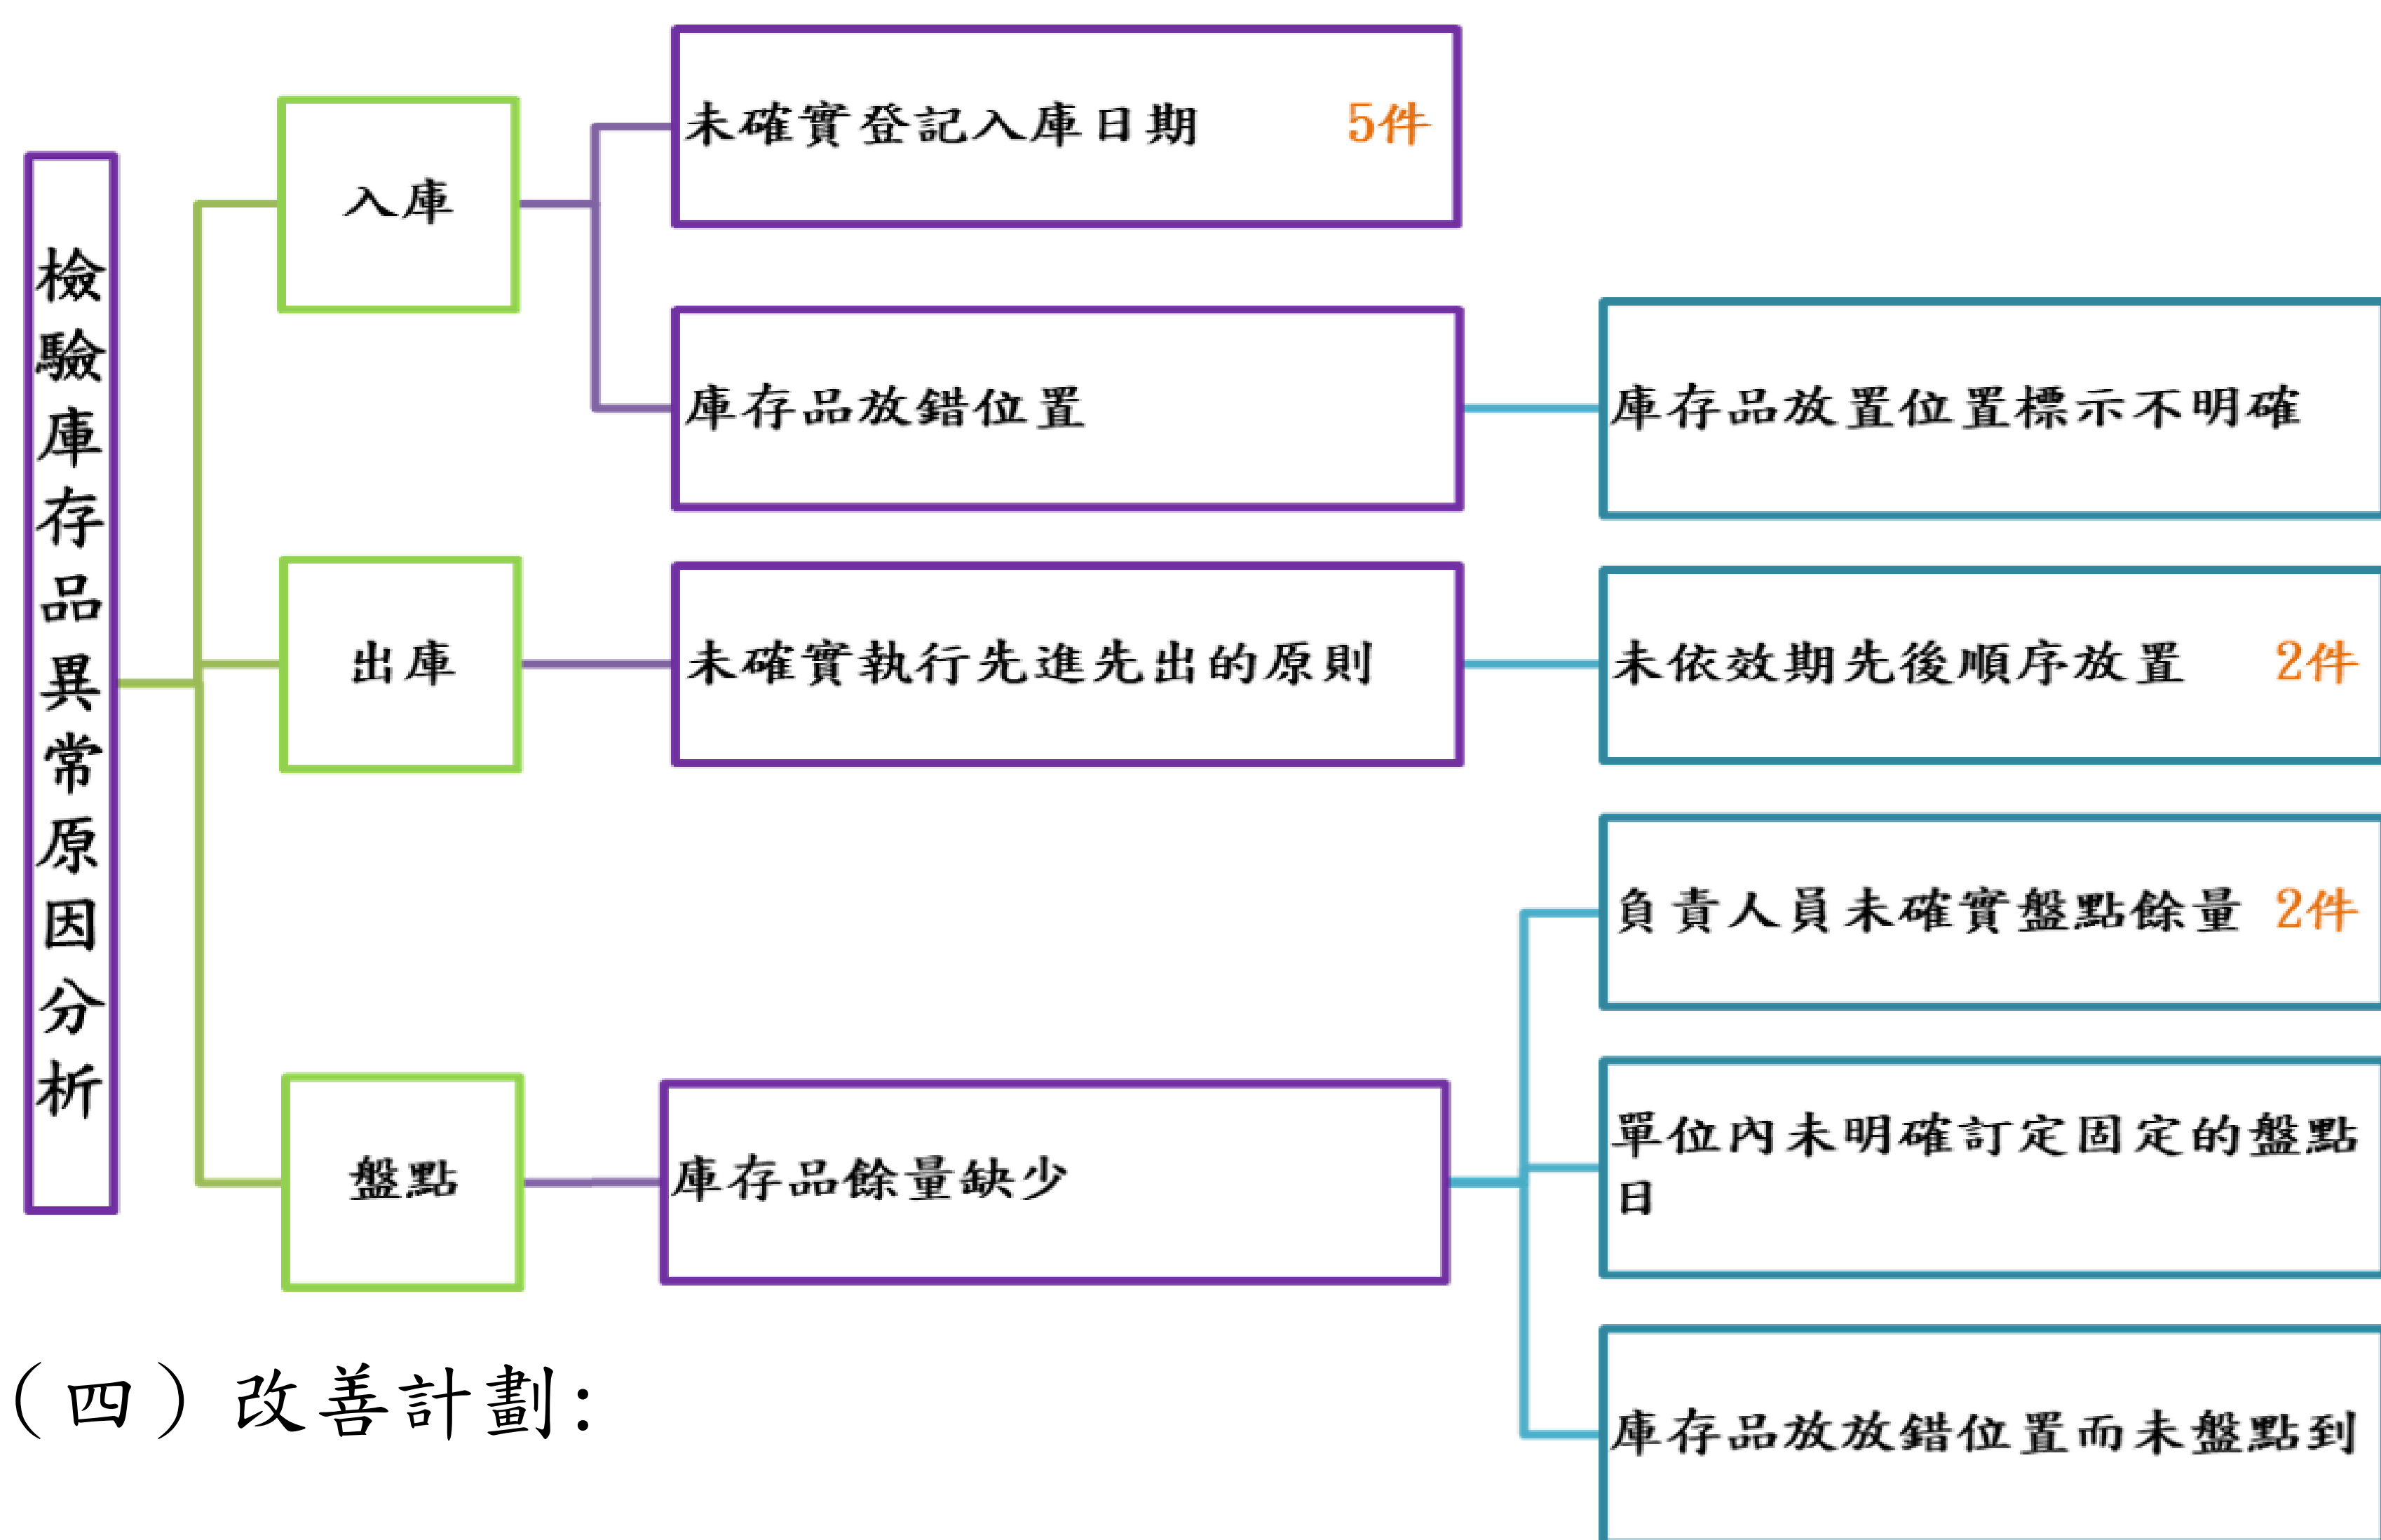 檢驗庫存品異常原因分析
入庫
未確實登記入庫日期 5件
庫存品放錯位置
庫存品放置位置標示不明確
出庫
未確實執行先進先出的原則
未依效期先後順序放置 2件
盤點
庫存品餘量缺少
負責人員未確實盤點餘量 2件
單位內未明確訂定固定的盤點
日
庫存品放放錯位置而未盤點到
（四）改善計劃：